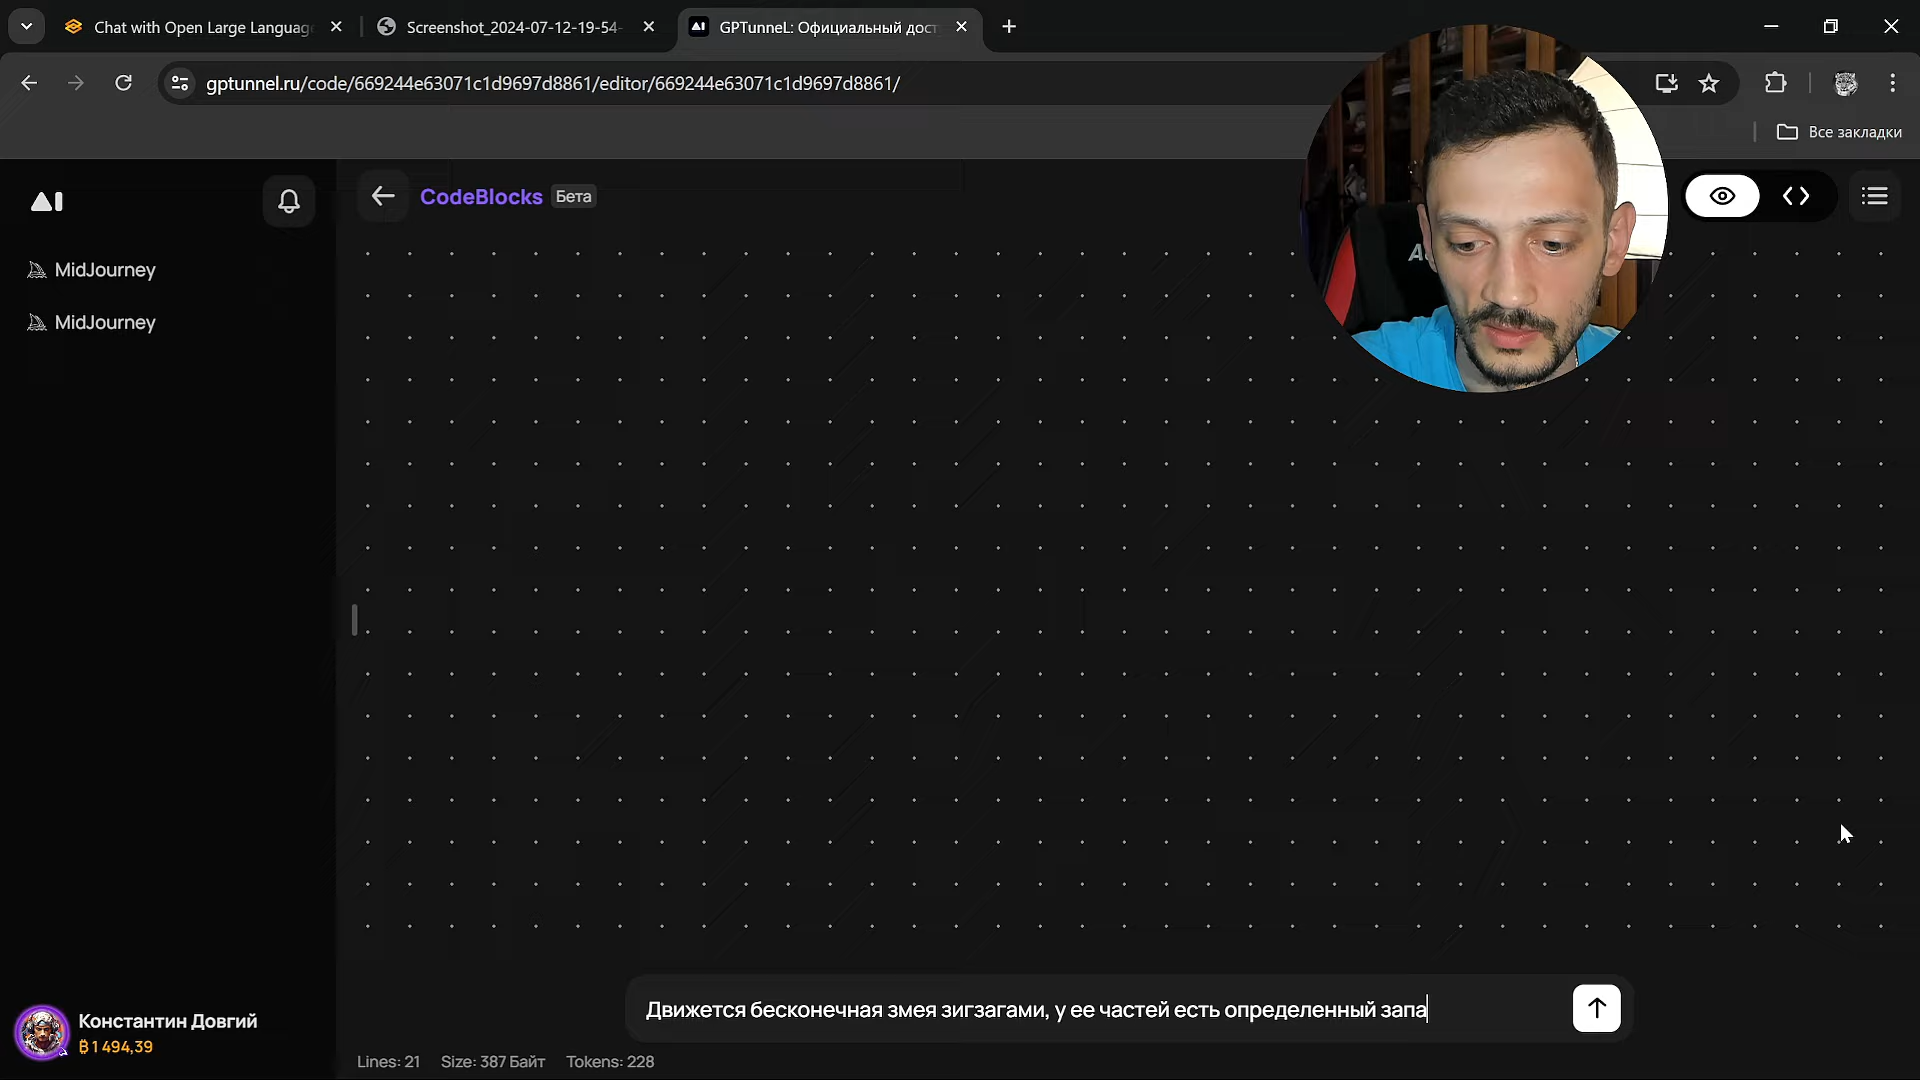 Chat with Open Large Languag
Screenshot_2024-07-12-19-54-
GPTunneL: Официальный дост
gptunnel.ru/code/669244e63071c1d9697d8861/editor/669244e63071c1d9697d8861/
Все закладки
CodeBlocks Бета
MidJourney
MidJourney
Движется бесконечная змея зигзагами, у ее частей есть определенный запа
Константин Довгий
₿ 1 494,39
Lines: 21 Size: 387 Байт Tokens: 228